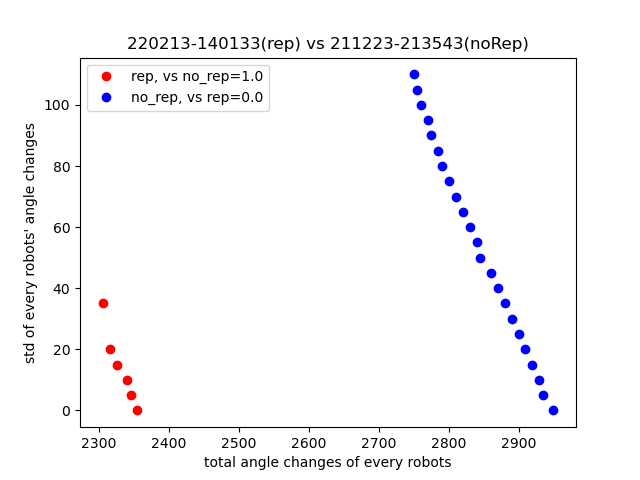 220213-140133(rep) vs 211223-213543(noRep)
rep, vs no_rep=1.0
no_rep, vs rep=0.0
std of every robots' angle changes
100
80
60
40
20
0
2300 2400 2500 2600 2700 2800 2900
total angle changes of every robots